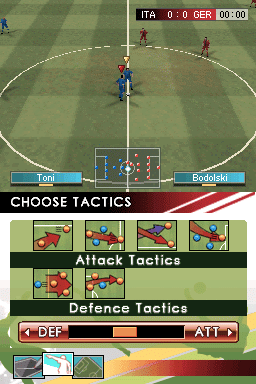 ITA 0 : 0 GER 00:00
Toni Bodolski
CHOOSE TACTICS
Attack Tactics
Defence Tactics
DEF ATT